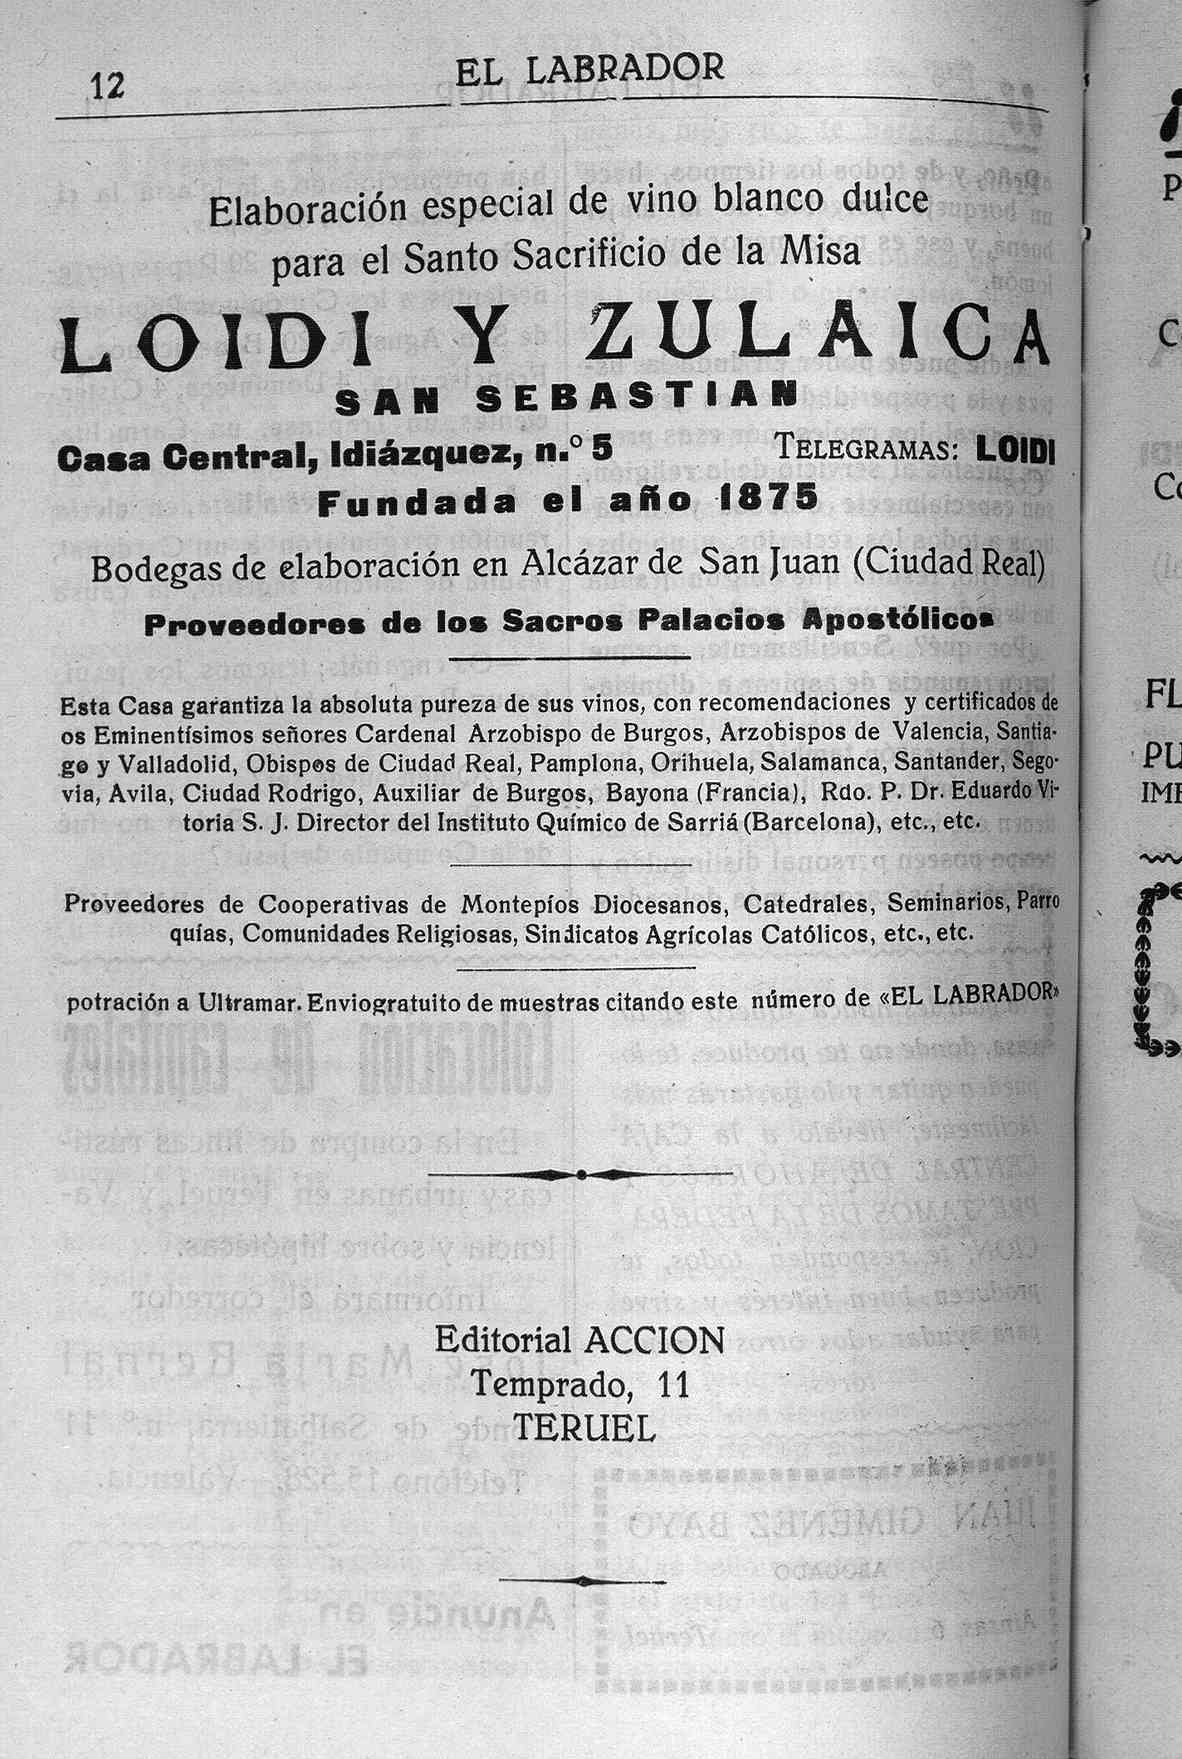 12
EL LABRADOR
Elaboración especial de vino blanco dulce
para el Santo Sacrificio de la Misa
LOIDI Y ZULAICA
SAN SEBASTIAN
Casa Central, Idiázquez, n.º 5 TELEGRAMAS: LOIDI
Fundada el año 1875
Bodegas de elaboración en Alcázar de San Juan (Ciudad Real)
Proveedores de los Sacros Palacios Apostólicos
Esta Casa garantiza la absoluta pureza de sus vinos, con recomendaciones y certificados de
os Eminentísimos señores Cardenal Arzobispo de Burgos, Arzobispos de Valencia, Santia-
go y Valladolid, Obispos de Ciudad Real, Pamplona, Orihuela, Salamanca, Santander, Sego-
via, Avila, Ciudad Rodrigo, Auxiliar de Burgos, Bayona (Francia), Rdo. P. Dr. Eduardo Vi-
toria S. J. Director del Instituto Químico de Sarriá (Barcelona), etc., etc.
Proveedores de Cooperativas de Montepíos Diocesanos, Catedrales, Seminarios, Parro
quías, Comunidades Religiosas, Sindicatos Agrícolas Católicos, etc., etc.
potración a Ultramar. Enviogratuito de muestras citando este número de «EL LABRADOR»
Editorial ACCION
Temprado, 11
TERUEL